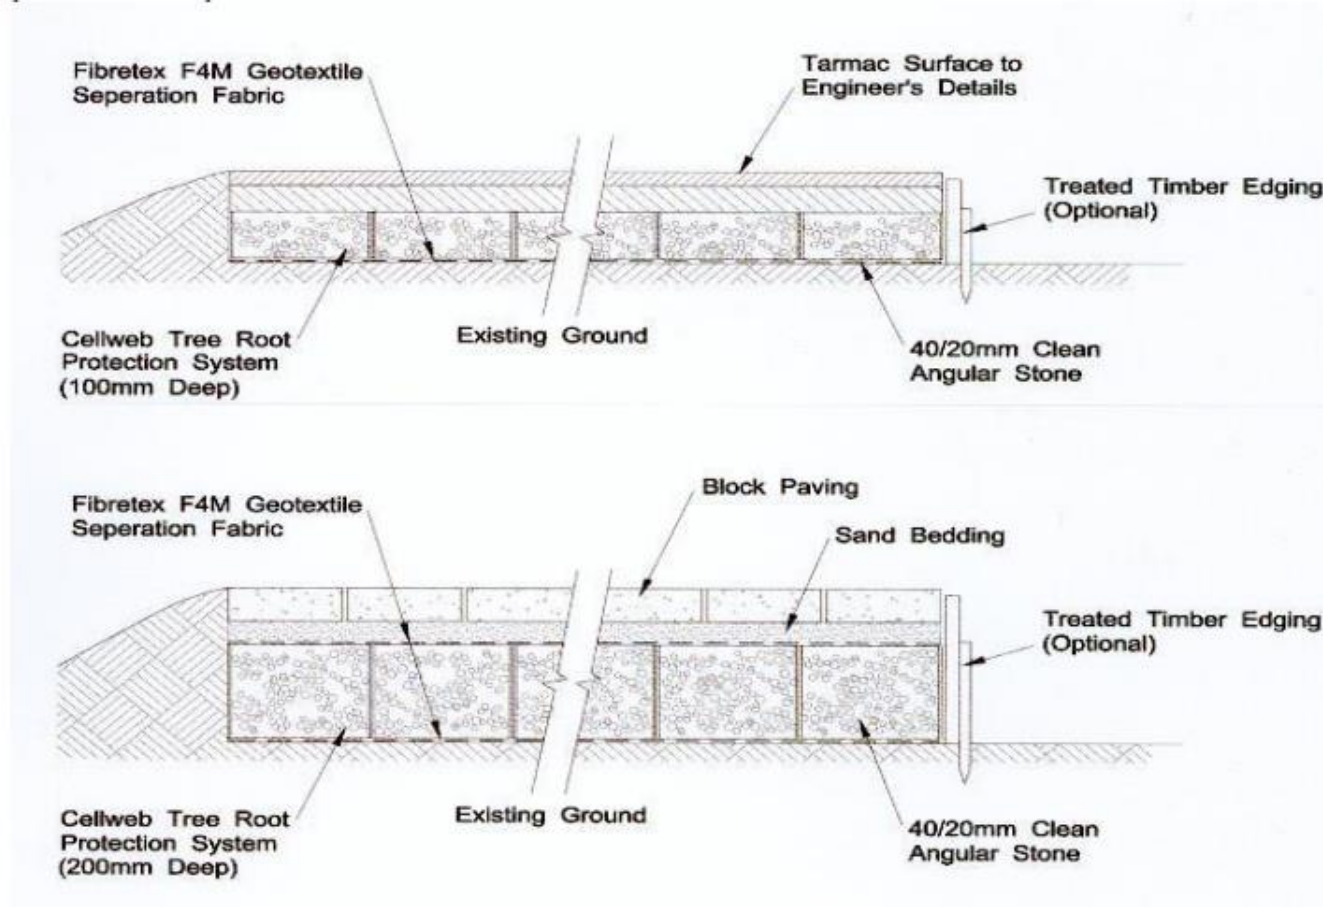 Fibretex F4M Geotextile
Seperation Fabric
Tarmac Surface to
Engineer's Details
Treated Timber Edging
(Optional)
Cellweb Tree Root
Protection System
(100mm Deep)
Existing Ground
40/20mm Clean
Angular Stone
Fibretex F4M Geotextile
Seperation Fabric
Block Paving
Sand Bedding
Treated Timber Edging
(Optional)
Cellweb Tree Root
Protection System
(200mm Deep)
Existing Ground
40/20mm Clean
Angular Stone